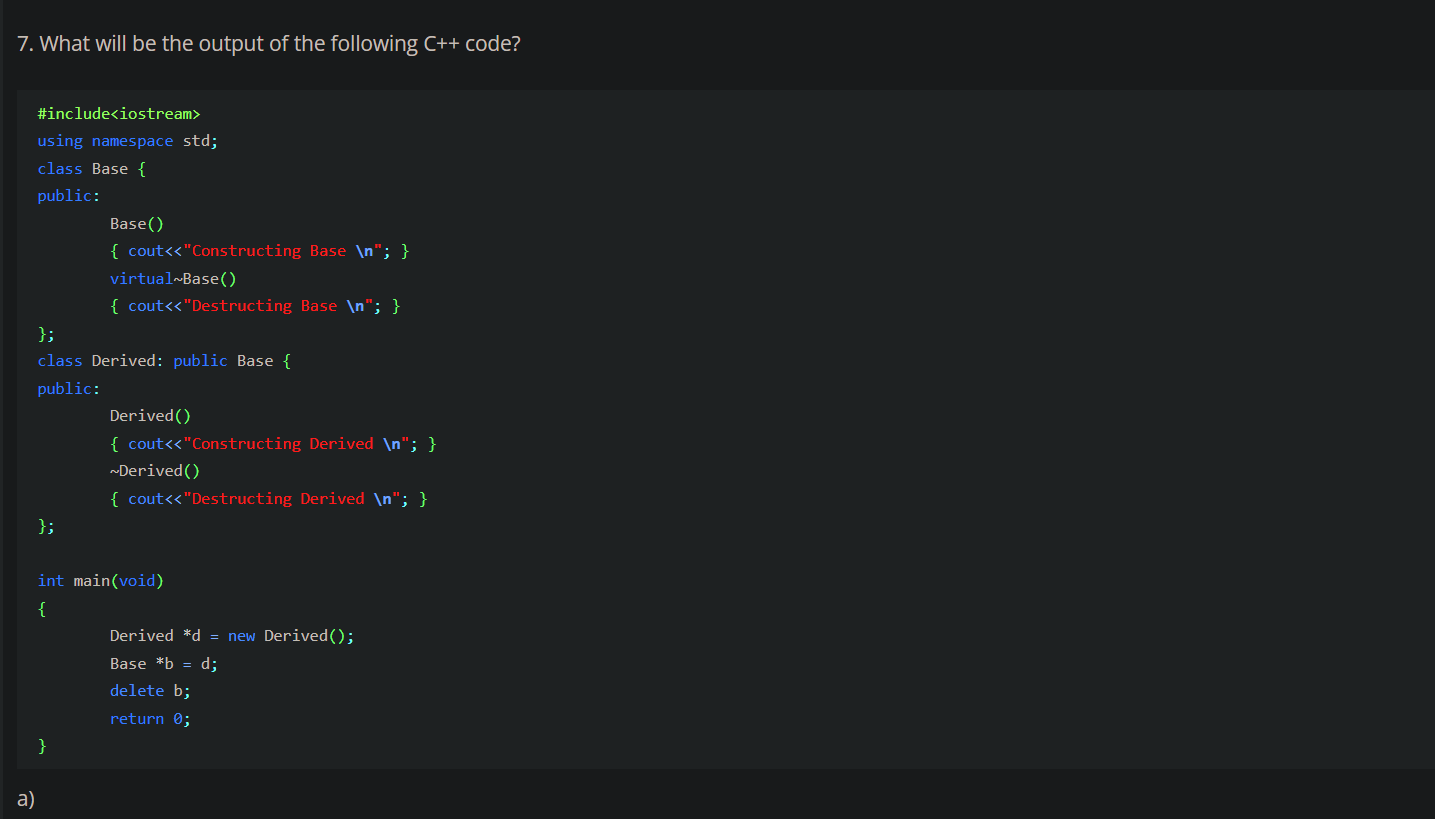 7. What will be the output of the following C++ code?
#include<iostream>
using namespace std;
class Base {
public:
Base()
{ cout<<"Constructing Base \n"; }
virtual~Base()
{ cout<<"Destructing Base \n"; }
};
class Derived: public Base {
public:
Derived()
{ cout<<"Constructing Derived \n"; }
~Derived()
{ cout<<"Destructing Derived \n"; }
};
int main(void)
{
Derived *d = new Derived();
Base *b = d;
delete b;
return 0;
}
a)